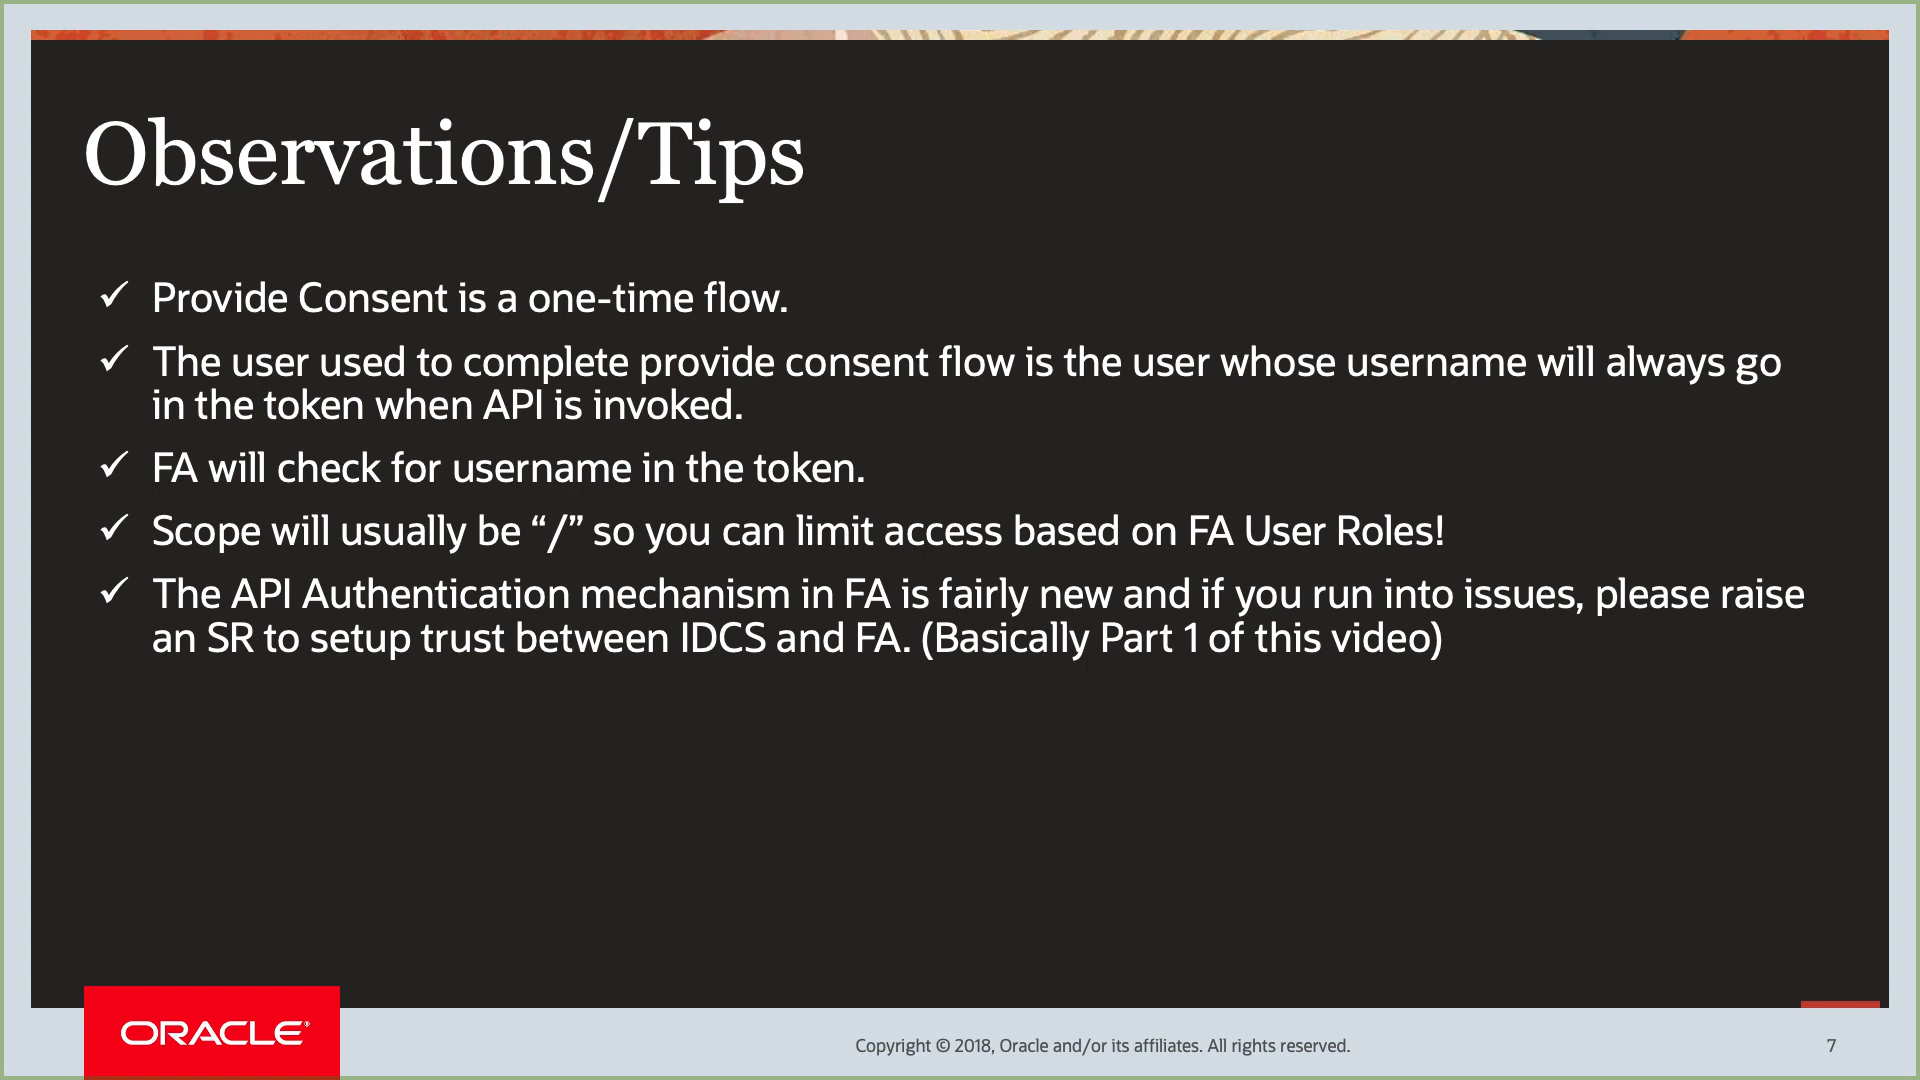 Observations/Tips
✓ Provide Consent is a one-time flow.
✓ The user used to complete provide consent flow is the user whose username will always go
in the token when API is invoked.
✓ FA will check for username in the token.
✓ Scope will usually be “/” so you can limit access based on FA User Roles!
✓ The API Authentication mechanism in FA is fairly new and if you run into issues, please raise
an SR to setup trust between IDCS and FA. (Basically Part 1 of this video)
ORACLE®
Copyright © 2018, Oracle and/or its affiliates. All rights reserved.
7